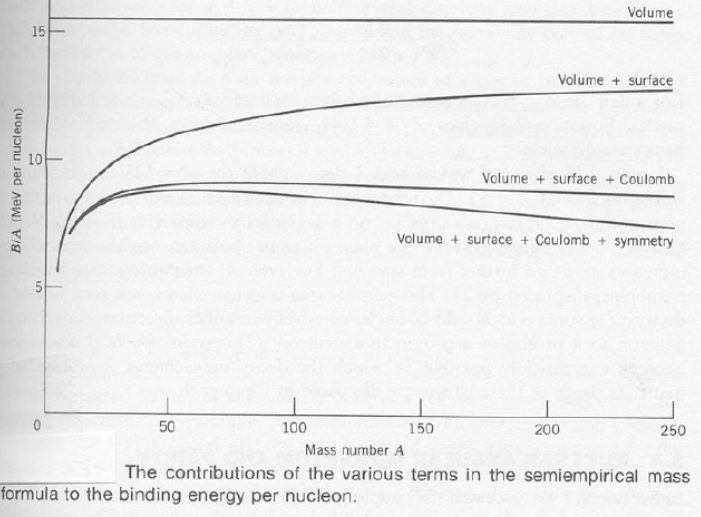 Volume
15
Volume + surface
B/A (MeV per nucleon)
10
Volume + surface + Coulomb
Volume + surface + Coulomb + symmetry
5
0 50 100 150 200 250
Mass number A
The contributions of the various terms in the semiempirical mass
formula to the binding energy per nucleon.